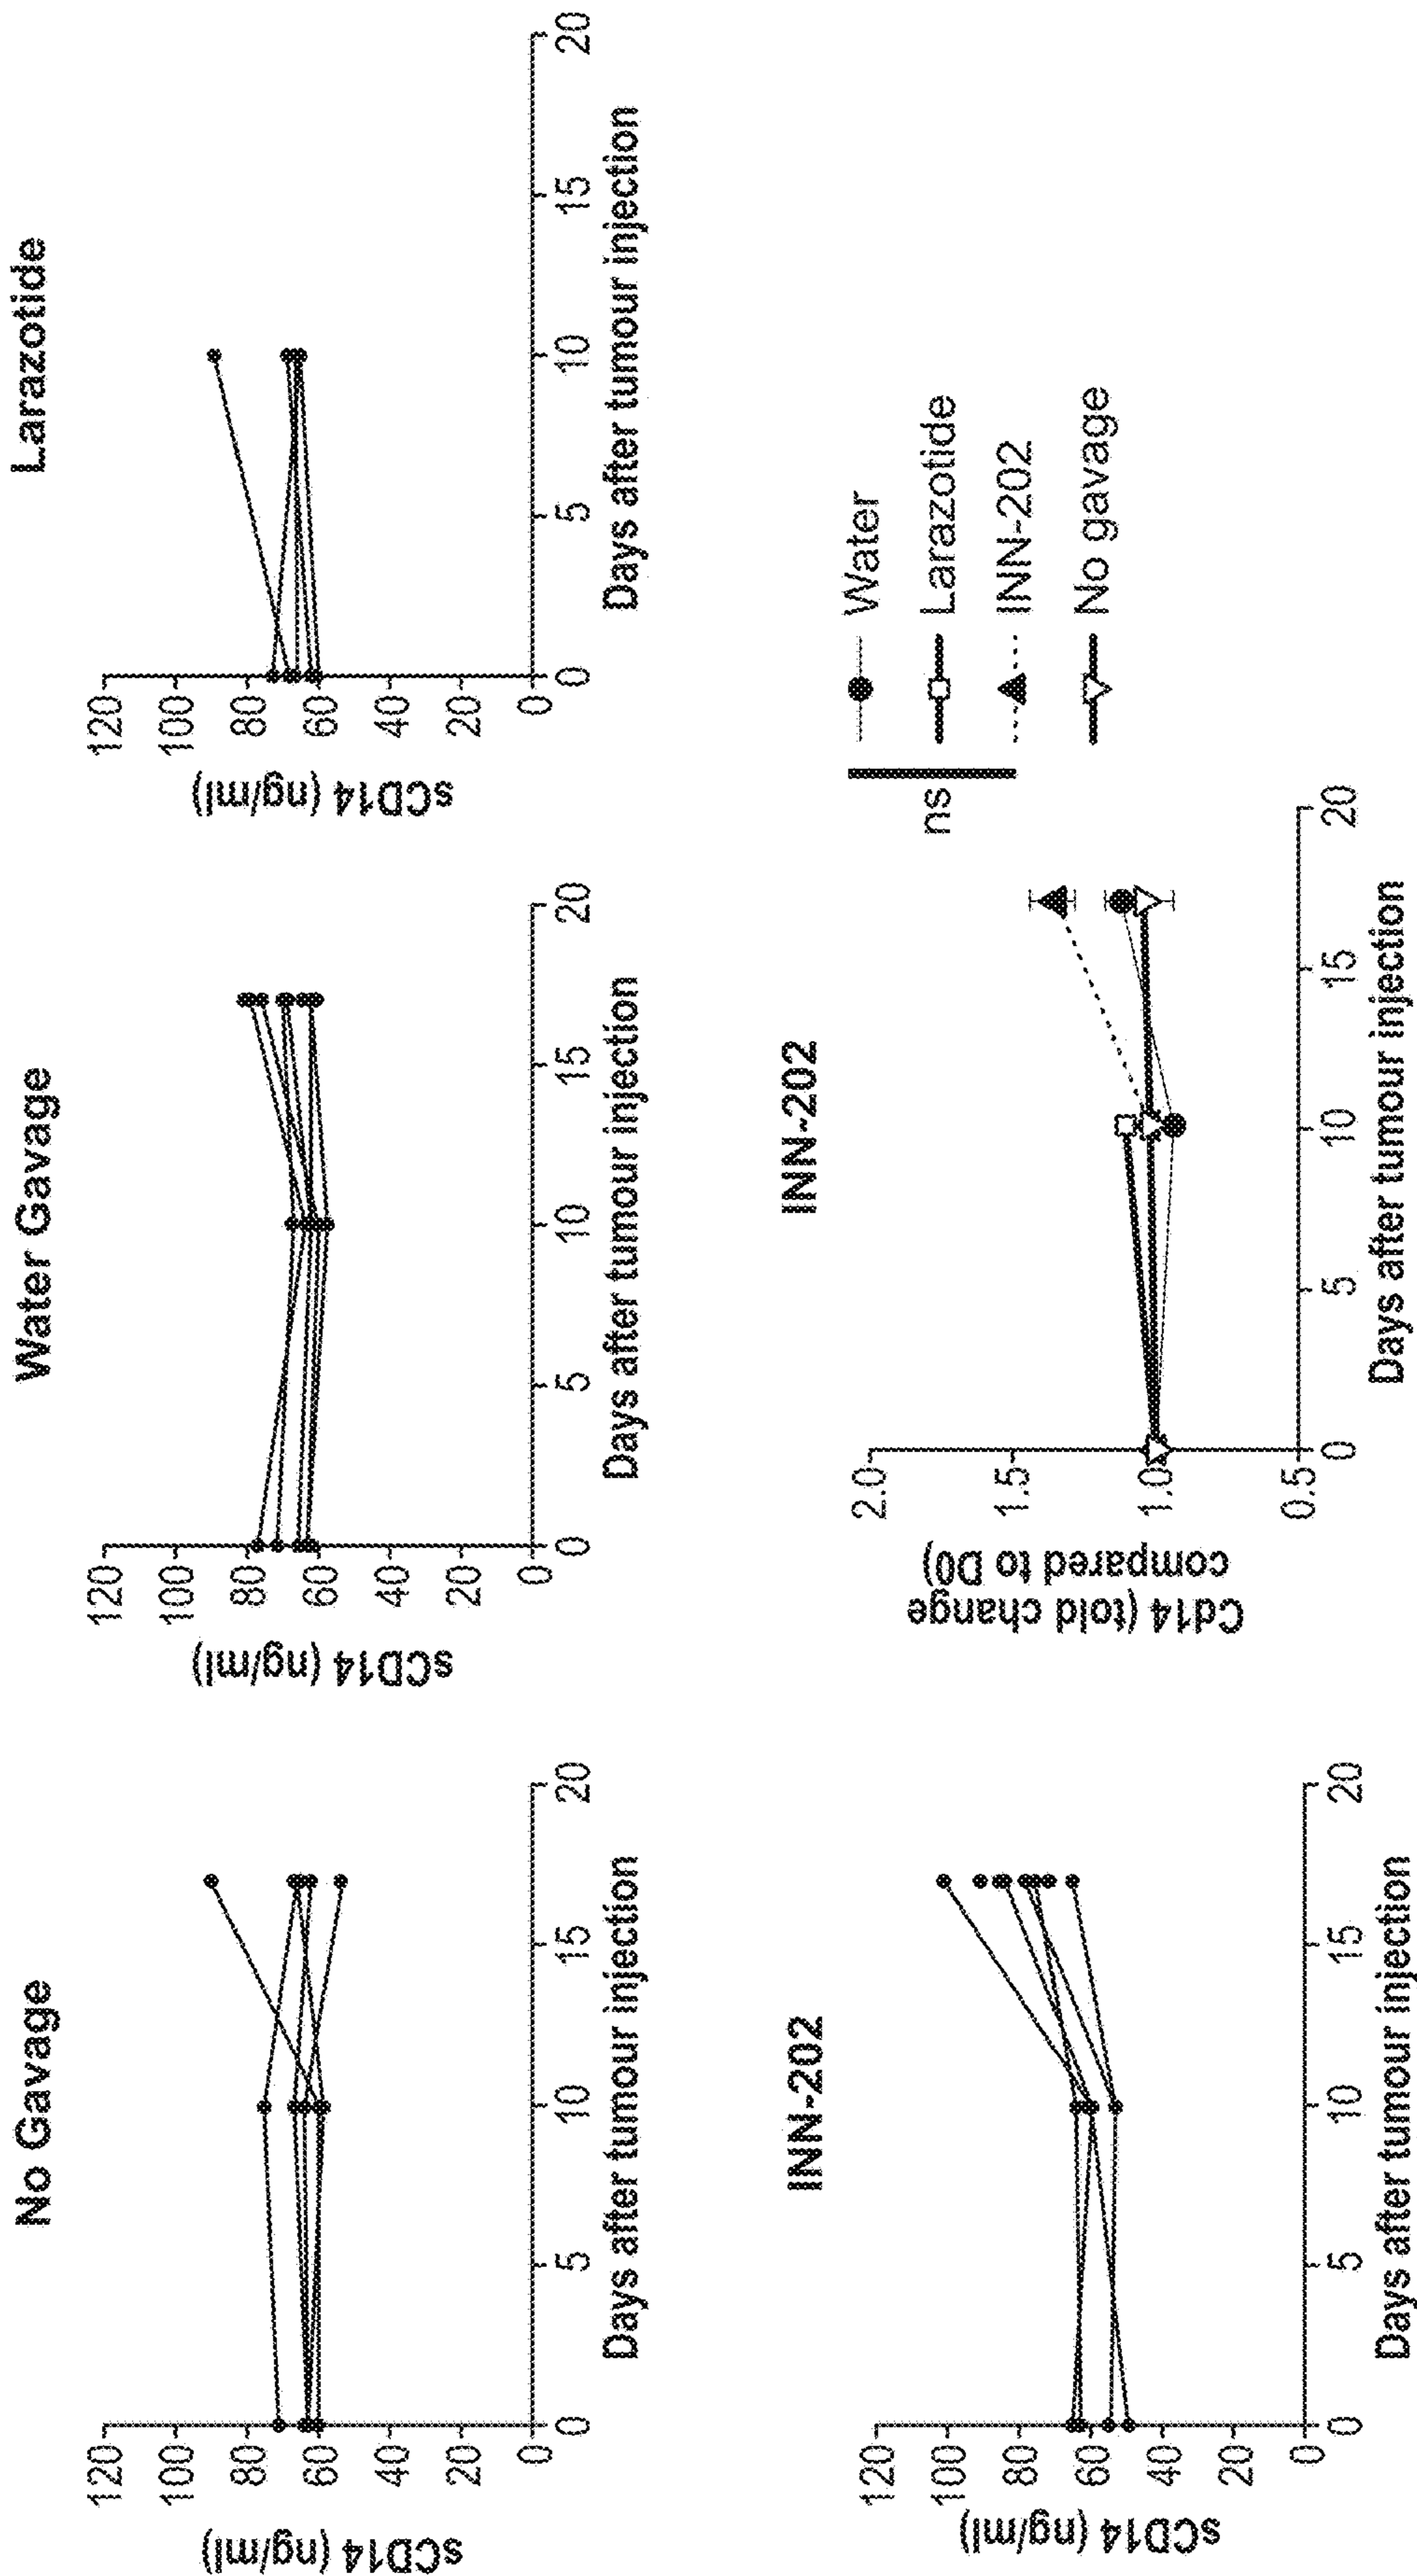 No Gavage
120
100
80
60
40
20
0
sCD14 (ng/ml)
0 5 10 15 20
Days after tumour injection
Water Gavage
120
100
80
60
40
20
0
sCD14 (ng/ml)
0 5 10 15 20
Days after tumour injection
Larazotide
120
100
80
60
40
20
0
sCD14 (ng/ml)
0 5 10 15 20
Days after tumour injection
INN-202
120
100
80
60
40
20
0
sCD14 (ng/ml)
0 5 10 15 20
Days after tumour injection
INN-202
2.0
1.5
1.0
0.5
Cd14 (told change
compared to D0)
0 5 10 15 20
Days after tumour injection
ns
Water
Larazotide
INN-202
No gavage